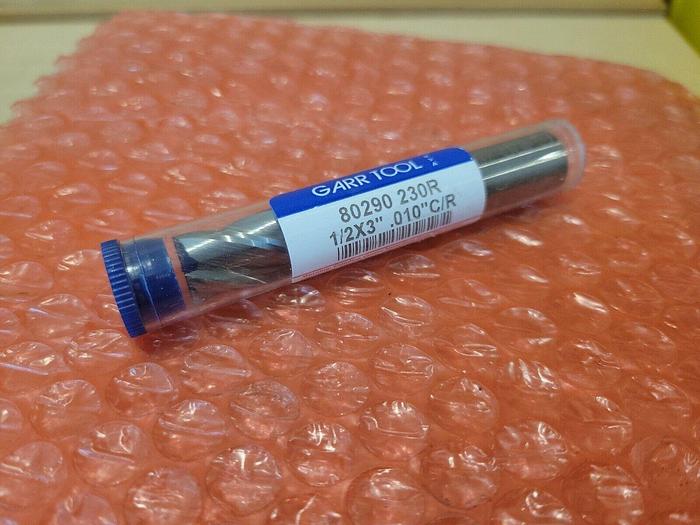 GARR TOOL
80290 230R
1/2X3" .010"C/R